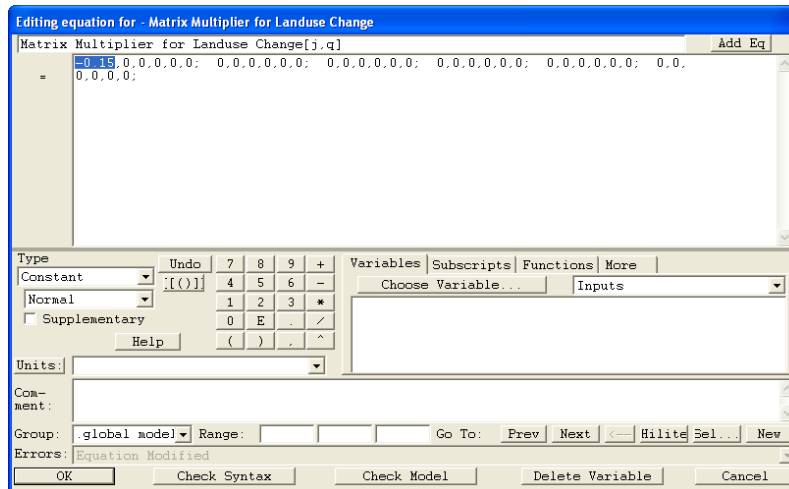 Editing equation for - Matrix Multiplier for Landuse Change
Matrix Multiplier for Landuse Change[j,q] Add Eq
= -0.15,0,0,0,0,0; 0,0,0,0,0,0; 0,0,0,0,0,0; 0,0,0,0,0,0; 0,0,0,0,0,0; 0,0,
0,0,0,0;
Type Undo 7 8 9 + Variables Subscripts Functions More
Constant {[()]} 4 5 6 - Choose Variable... Inputs
Normal 1 2 3 *
Supplementary 0 E . /
Help ( ) , ^
Units:
Com-
ment:
Group: .global model Range: Go To: Prev Next <-- Hilite Sel... New
Errors: Equation Modified
OK Check Syntax Check Model Delete Variable Cancel